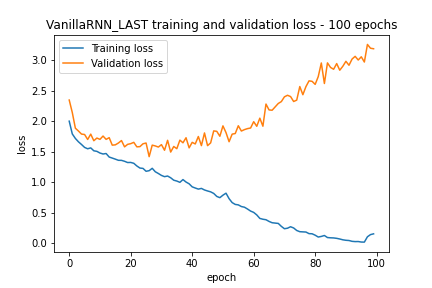 VanillaRNN_LAST training and validation loss - 100 epochs
Training loss
Validation loss
loss
3.0
2.5
2.0
1.5
1.0
0.5
0.0
0
20
40
60
80
100
epoch